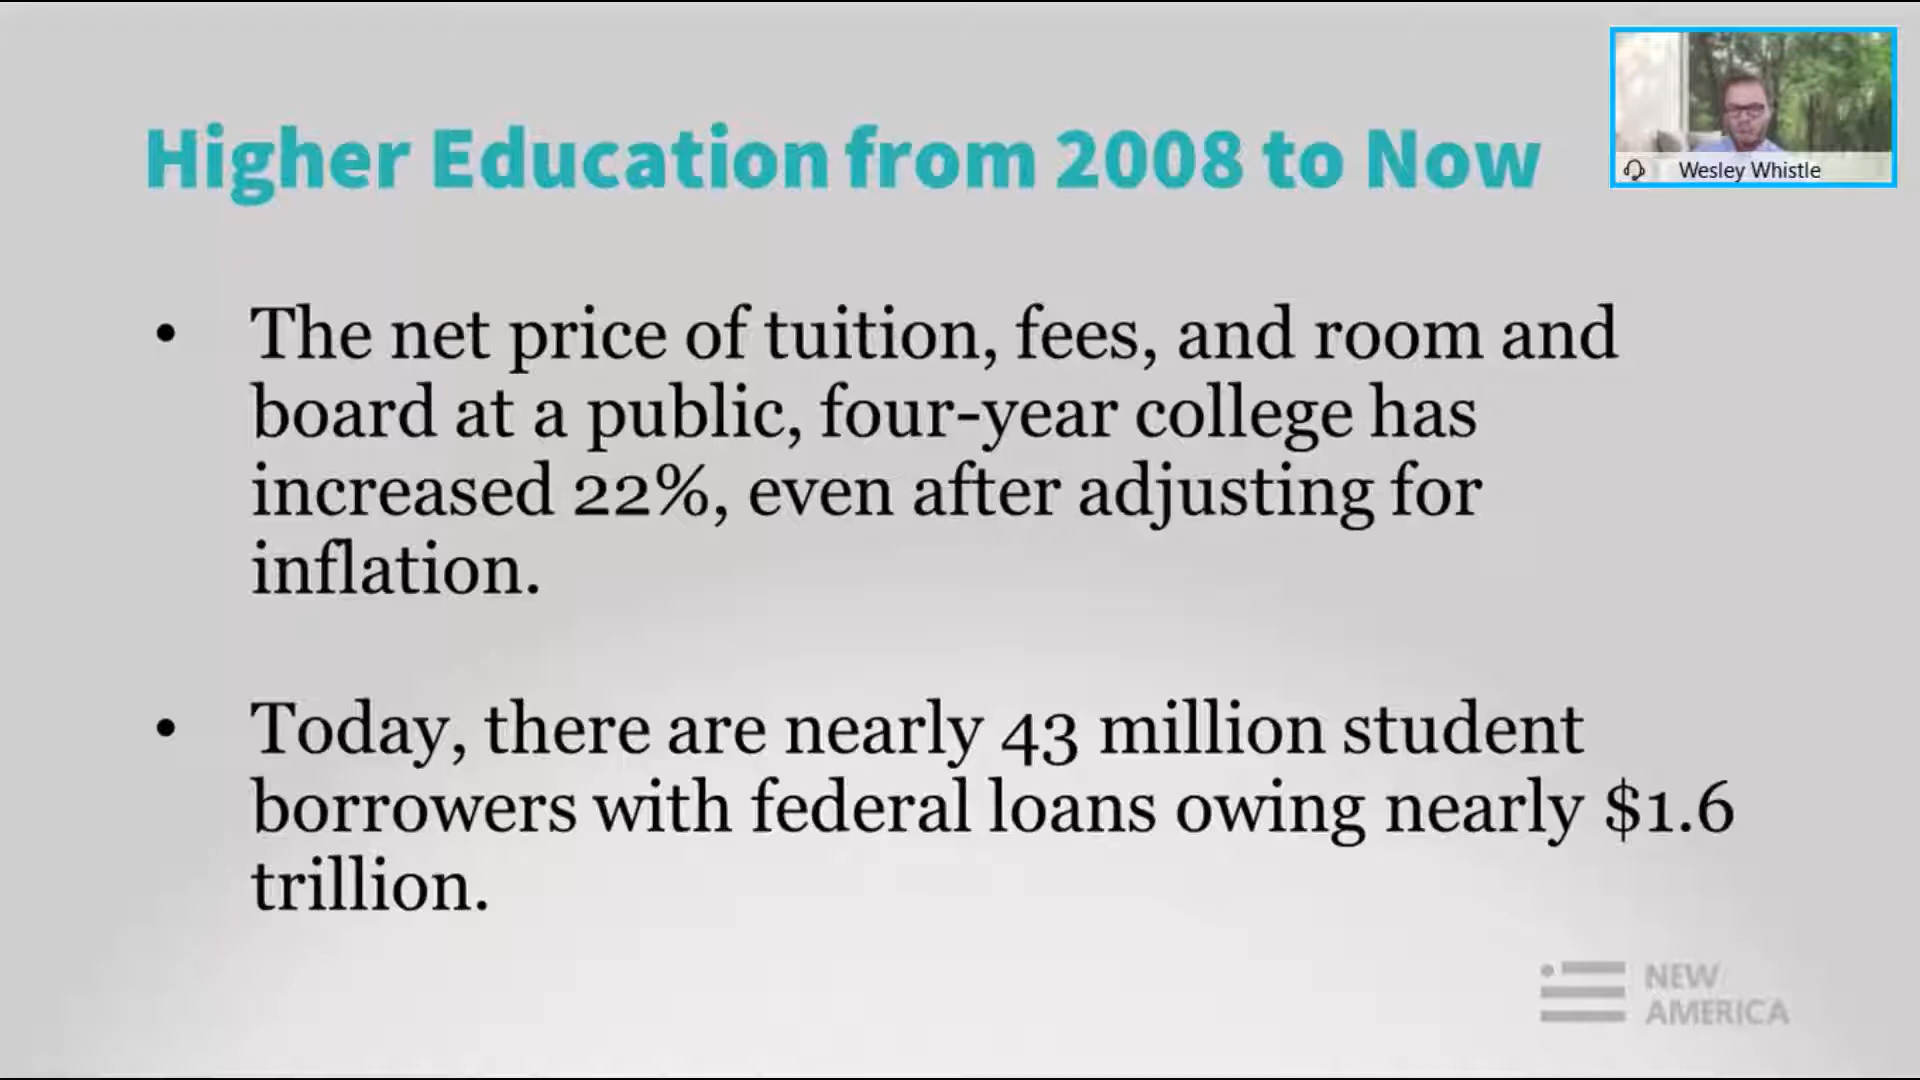 Higher Education from 2008 to Now
Wesley Whistle
• The net price of tuition, fees, and room and
board at a public, four-year college has
increased 22%, even after adjusting for
inflation.
• Today, there are nearly 43 million student
borrowers with federal loans owing nearly $1.6
trillion.
NEW
AMERICA